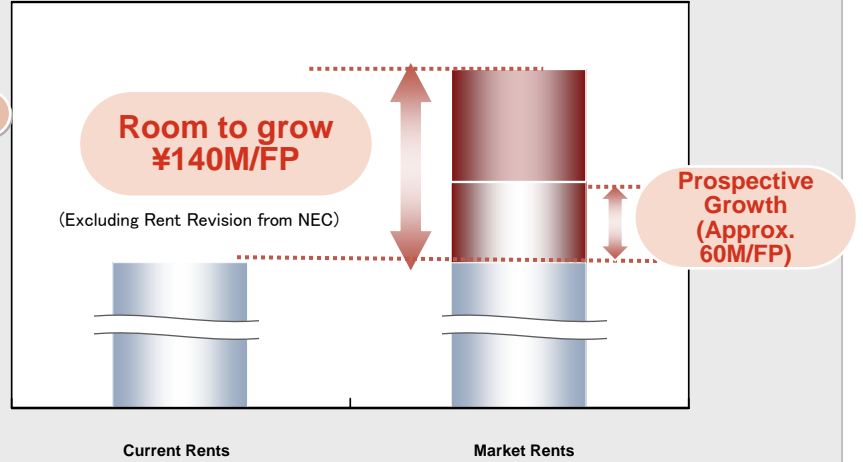 Room to grow
¥140M/FP
(Excluding Rent Revision from NEC)
Prospective
Growth
(Approx.
60M/FP)
Current Rents
Market Rents